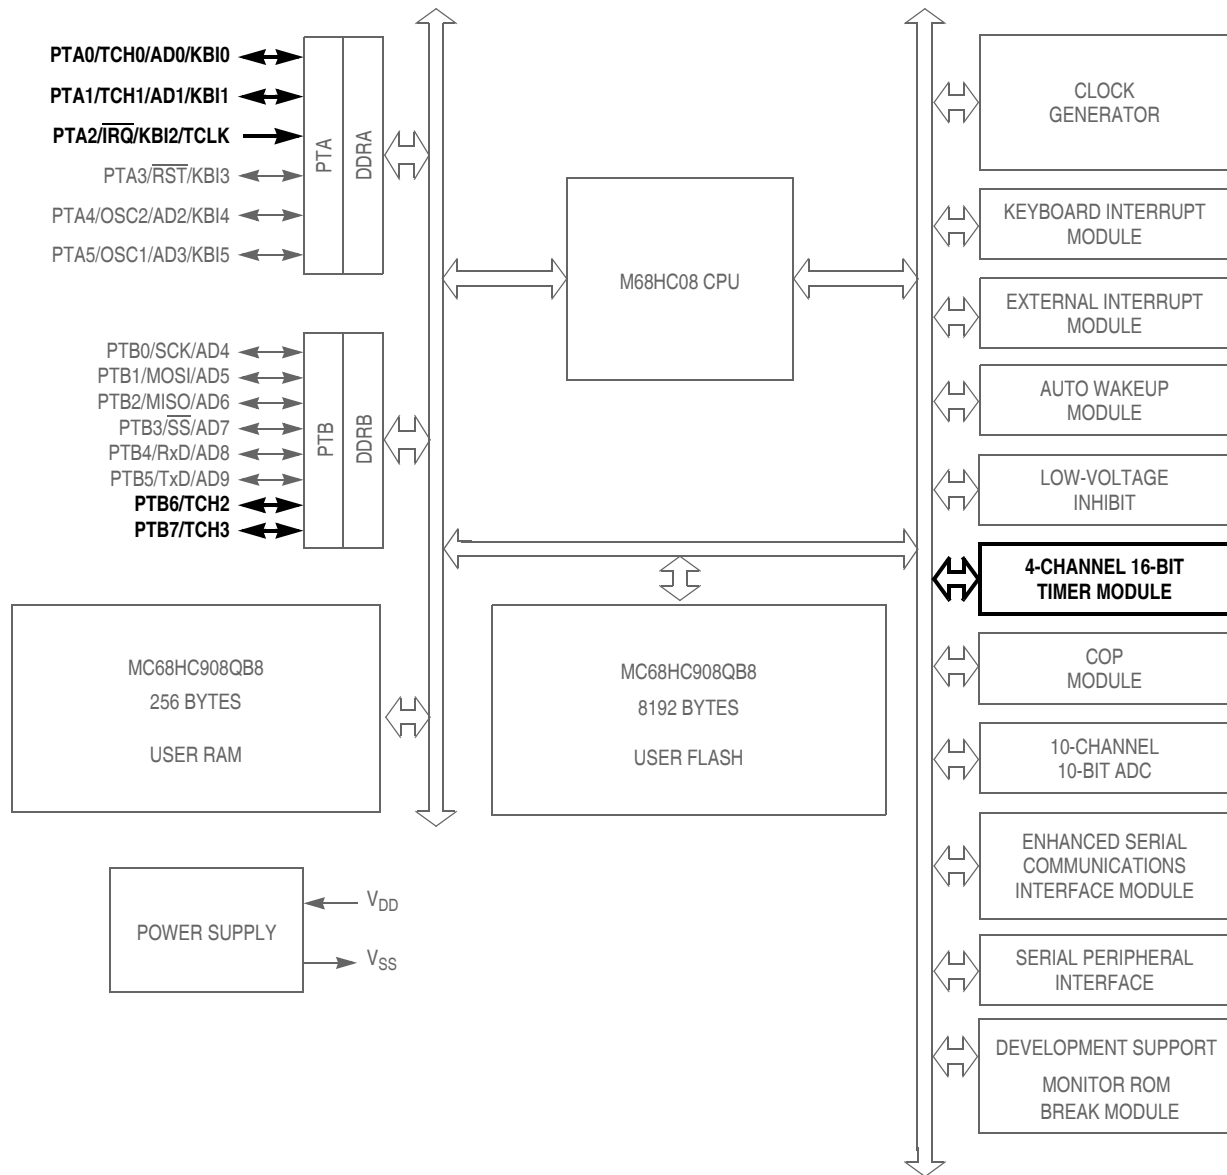 PTA0/TCH0/AD0/KBI0
PTA1/TCH1/AD1/KBI1
PTA2/IRQ/KBI2/TCLK
PTA3/RST/KBI3
PTA4/OSC2/AD2/KBI4
PTA5/OSC1/AD3/KBI5
PTA
DDRA
PTB0/SCK/AD4
PTB1/MOSI/AD5
PTB2/MISO/AD6
PTB3/SS/AD7
PTB4/RxD/AD8
PTB5/TxD/AD9
PTB6/TCH2
PTB7/TCH3
PTB
DDRB
M68HC08 CPU
MC68HC908QB8
256 BYTES
USER RAM
MC68HC908QB8
8192 BYTES
USER FLASH
POWER SUPPLY
VDD
VSS
CLOCK
GENERATOR
KEYBOARD INTERRUPT
MODULE
EXTERNAL INTERRUPT
MODULE
AUTO WAKEUP
MODULE
LOW-VOLTAGE
INHIBIT
4-CHANNEL 16-BIT
TIMER MODULE
COP
MODULE
10-CHANNEL
10-BIT ADC
ENHANCED SERIAL
COMMUNICATIONS
INTERFACE MODULE
SERIAL PERIPHERAL
INTERFACE
DEVELOPMENT SUPPORT
MONITOR ROM
BREAK MODULE